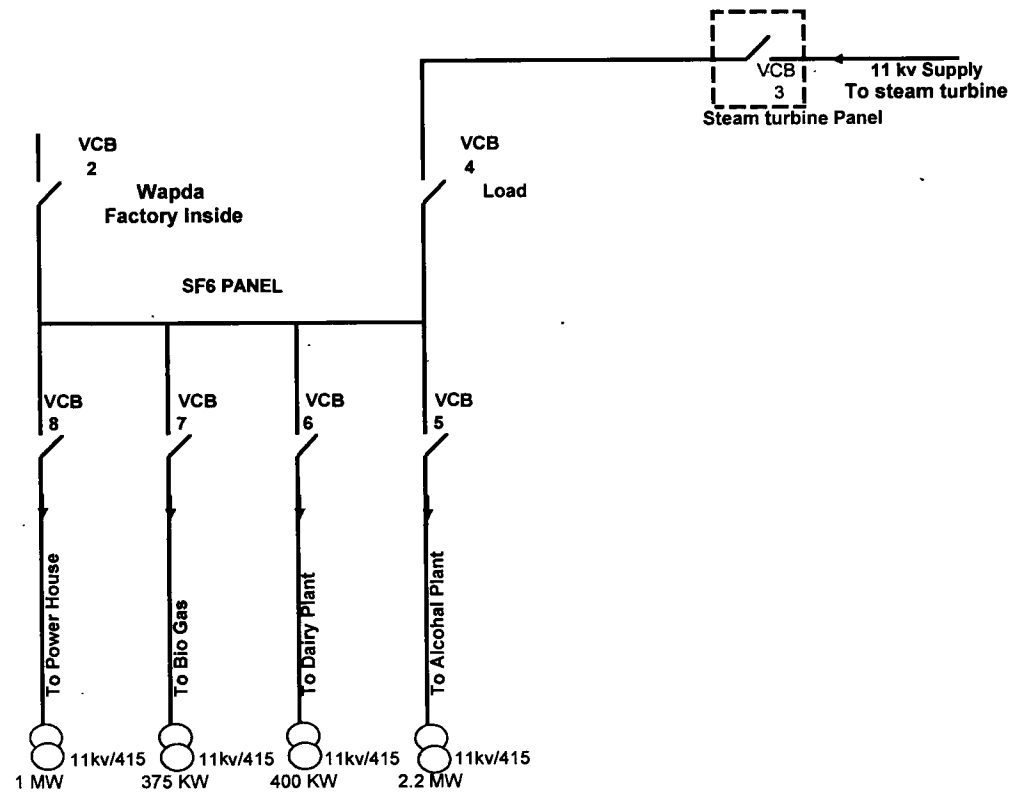 VCB
3
11 kv Supply
To steam turbine
Steam turbine Panel
VCB
2
Wapda
Factory Inside
VCB
4
Load
SF6 PANEL
VCB
8
VCB
7
VCB
6
VCB
5
To Power House
To Bio Gas
To Dairy Plant
To Alcohal Plant
11kv/415
1 MW
11kv/415
375 KW
11kv/415
400 KW
11kv/415
2.2 MW